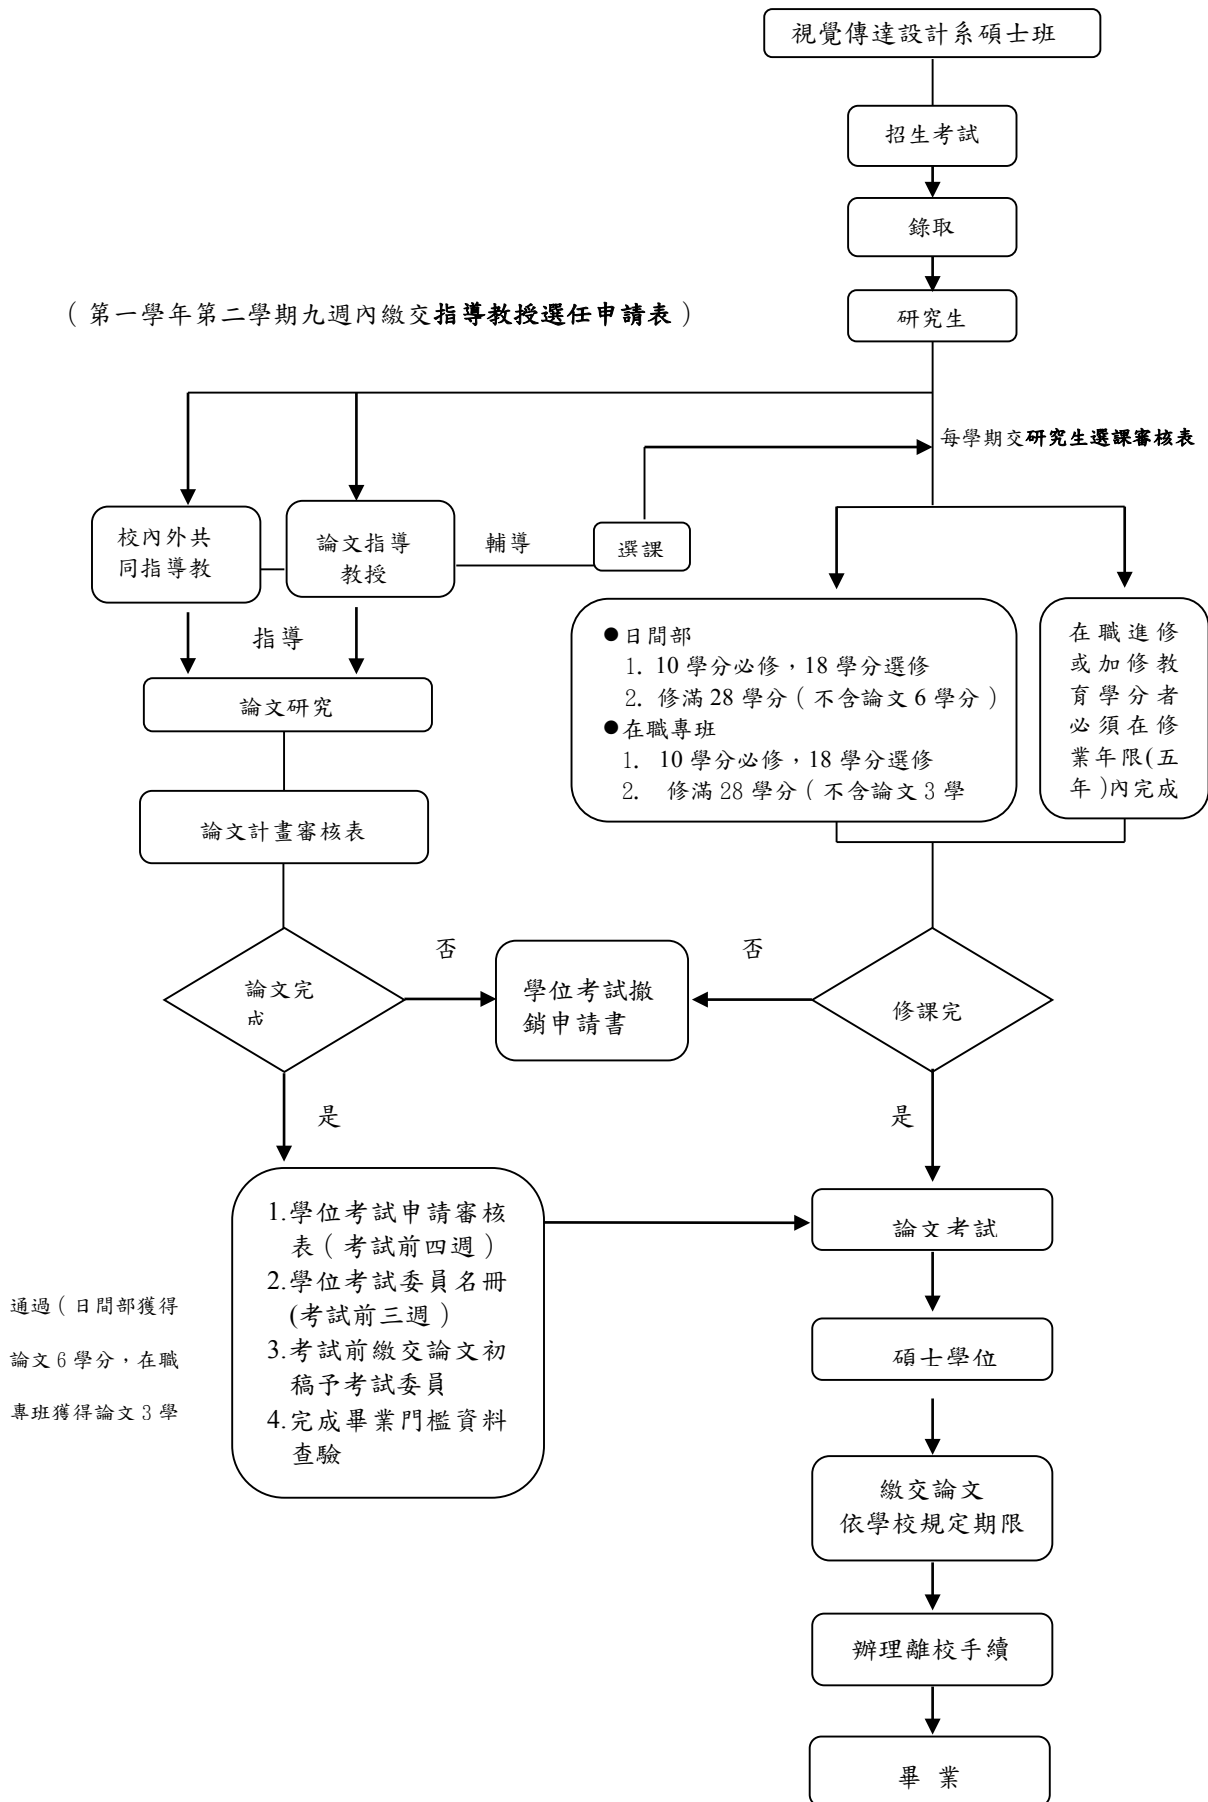 視覺傳達設計系碩士班
招生考試
錄取
研究生
（第一學年第二學期九週內繳交指導教授選任申請表）
每學期交研究生選課審核表
校內外共
同指導教
論文指導
教授
輔導
選課
指導
●日間部
1. 10 學分必修，18 學分選修
2. 修滿 28 學分（不含論文 6 學分）
●在職專班
1. 10 學分必修，18 學分選修
2. 修滿 28 學分（不含論文 3 學
在職進修
或加修教
育學分者
必須在修
業年限(五
年)內完成
論文研究
論文計畫審核表
論文完
成
否
學位考試撤
銷申請書
否
修課完
是
是
1.學位考試申請審核
表（考試前四週）
2.學位考試委員名冊
(考試前三週）
3.考試前繳交論文初
稿予考試委員
4.完成畢業門檻資料
查驗
通過（日間部獲得
論文 6 學分，在職
專班獲得論文 3 學
論文考試
碩士學位
繳交論文
依學校規定期限
辦理離校手續
畢 業